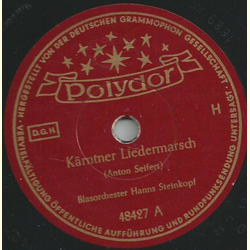 HERGESTELLT VON DER DEUTSCHEN GRAMMOPHON GESELLSCHAFT
Polydor
D.G.H.
H
Kärntner Liedermarsch
(Anton Seifert)
Blasorchester Hanns Steinkopf
48427 A
VERVIELFÄLTIGUNG ÖFFENTLICHE AUFFÜHRUNG UND RUNDFUNKSENDUNG UNTERSAGT